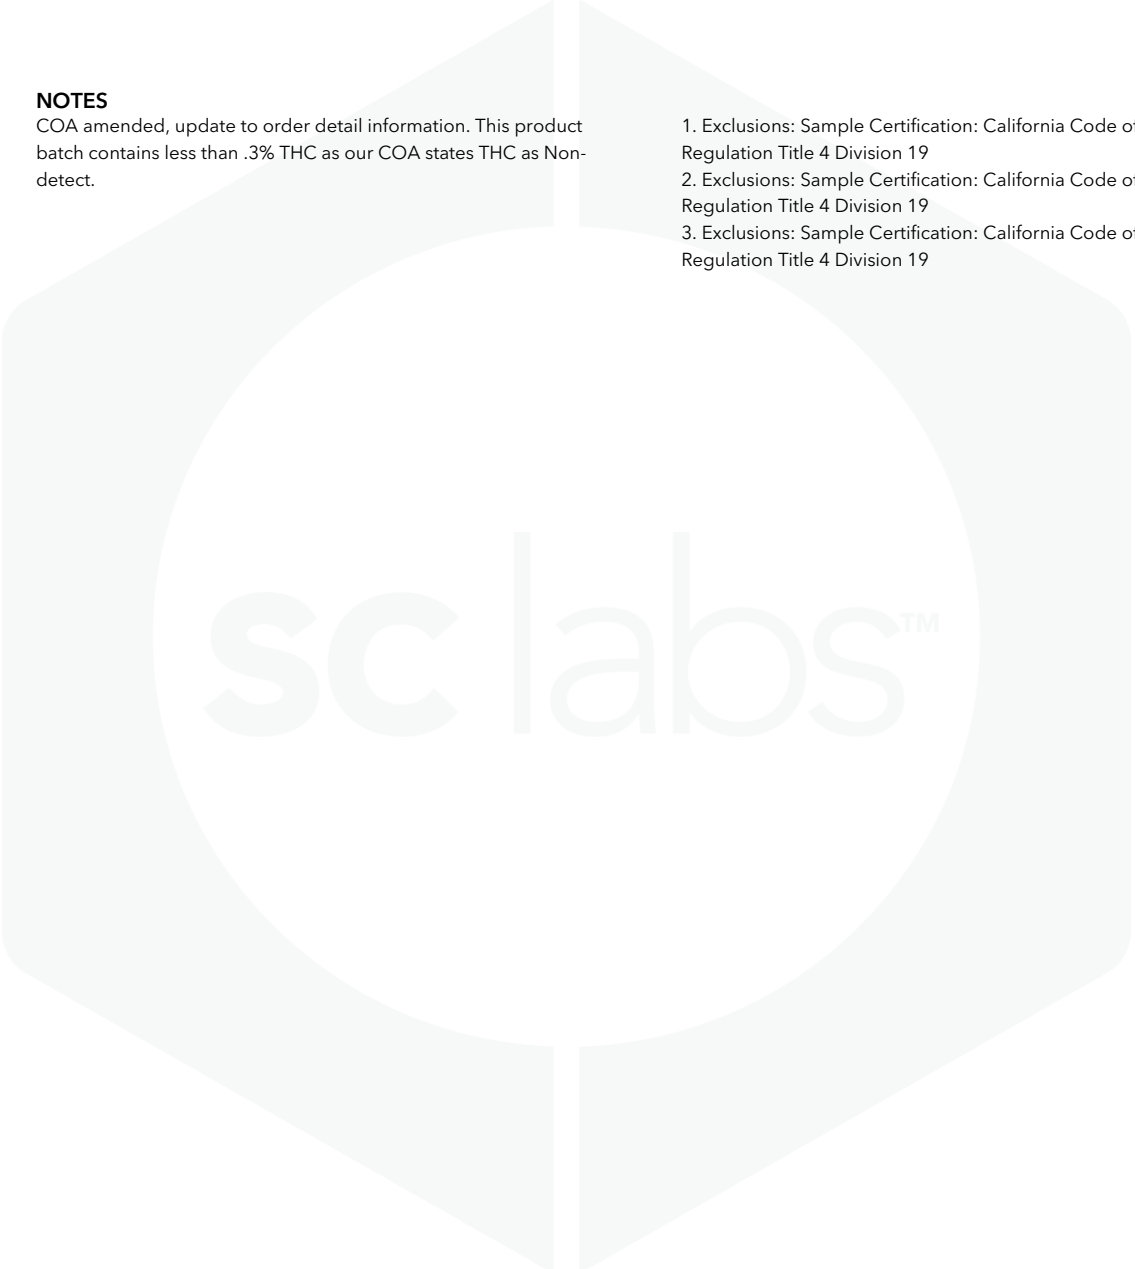 NOTES
COA amended, update to order detail information. This product
batch contains less than .3% THC as our COA states THC as Non-
detect.
1. Exclusions: Sample Certification: California Code of
Regulation Title 4 Division 19
2. Exclusions: Sample Certification: California Code of
Regulation Title 4 Division 19
3. Exclusions: Sample Certification: California Code of
Regulation Title 4 Division 19
sc labs™